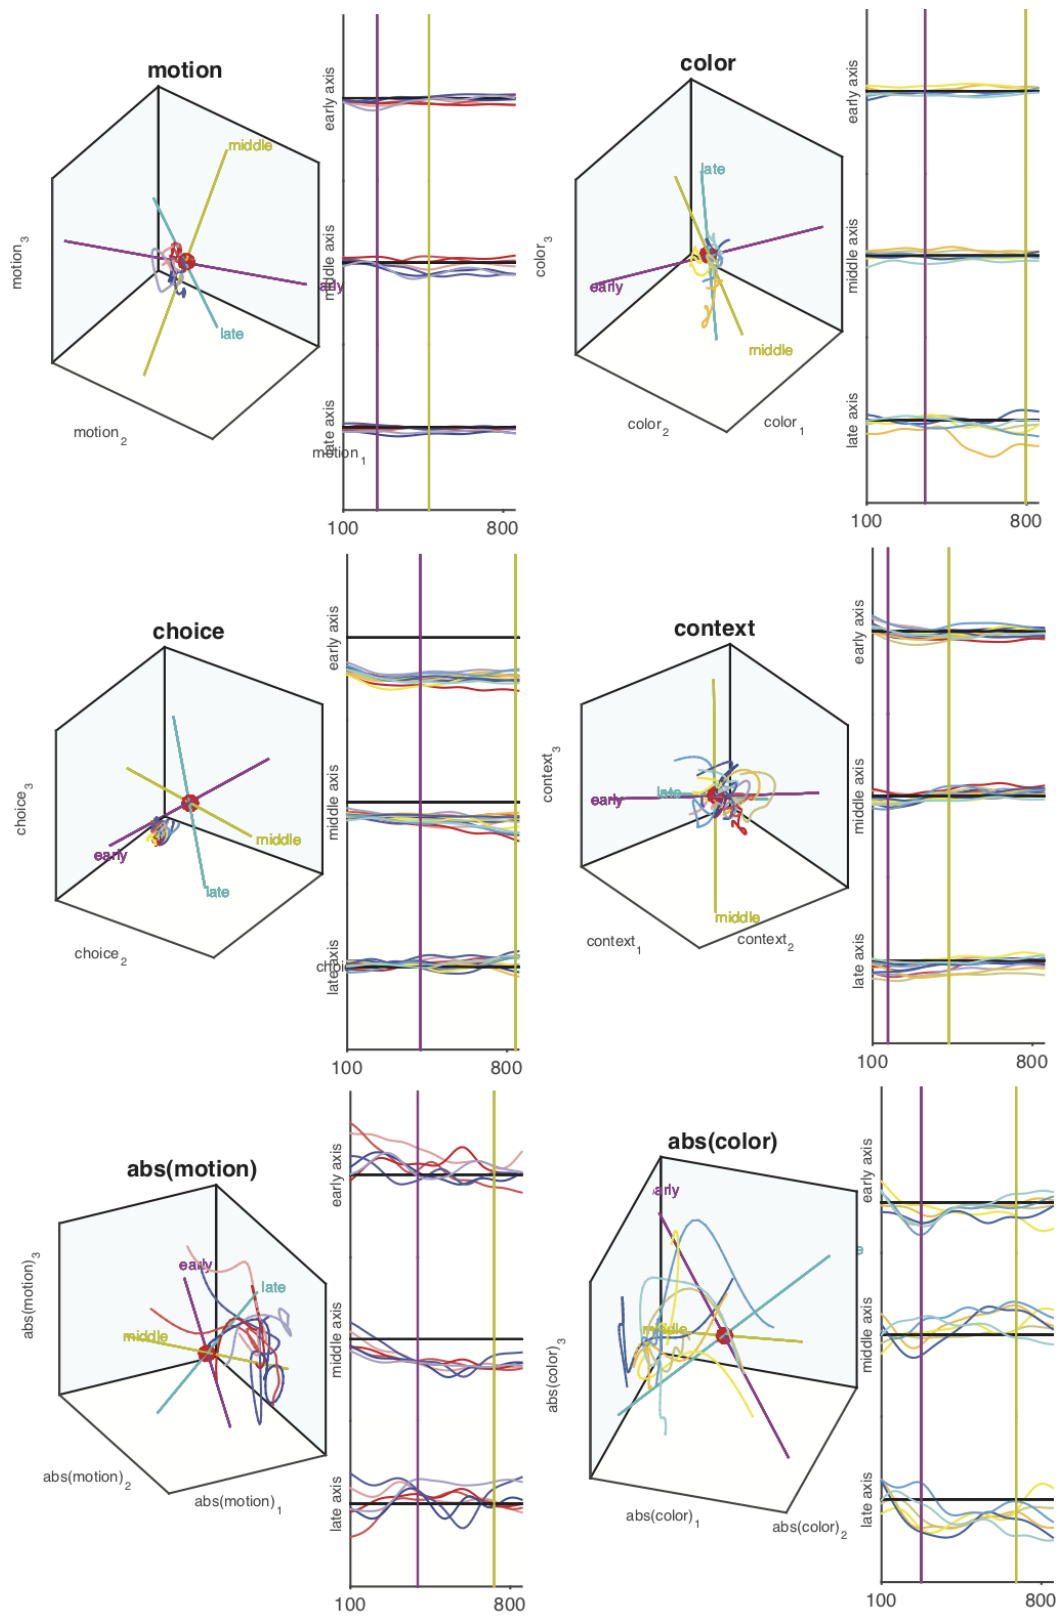 motion
early axis
middle axis
late axis
motion3
motion2
motion1
middle
arly
late
100
800
color
early axis
middle axis
late axis
color3
color2
color1
late
early
middle
100
800
choice
early axis
middle axis
late axis
choice3
choice2
choi
early
middle
late
100
800
context
early axis
middle axis
late axis
context3
context1
context2
early
late
middle
100
800
abs(motion)
early axis
middle axis
late axis
abs(motion)3
abs(motion)2
abs(motion)1
early
late
middle
100
800
abs(color)
early axis
middle axis
late axis
abs(color)3
abs(color)1
abs(color)2
arly
middle
e
100
800